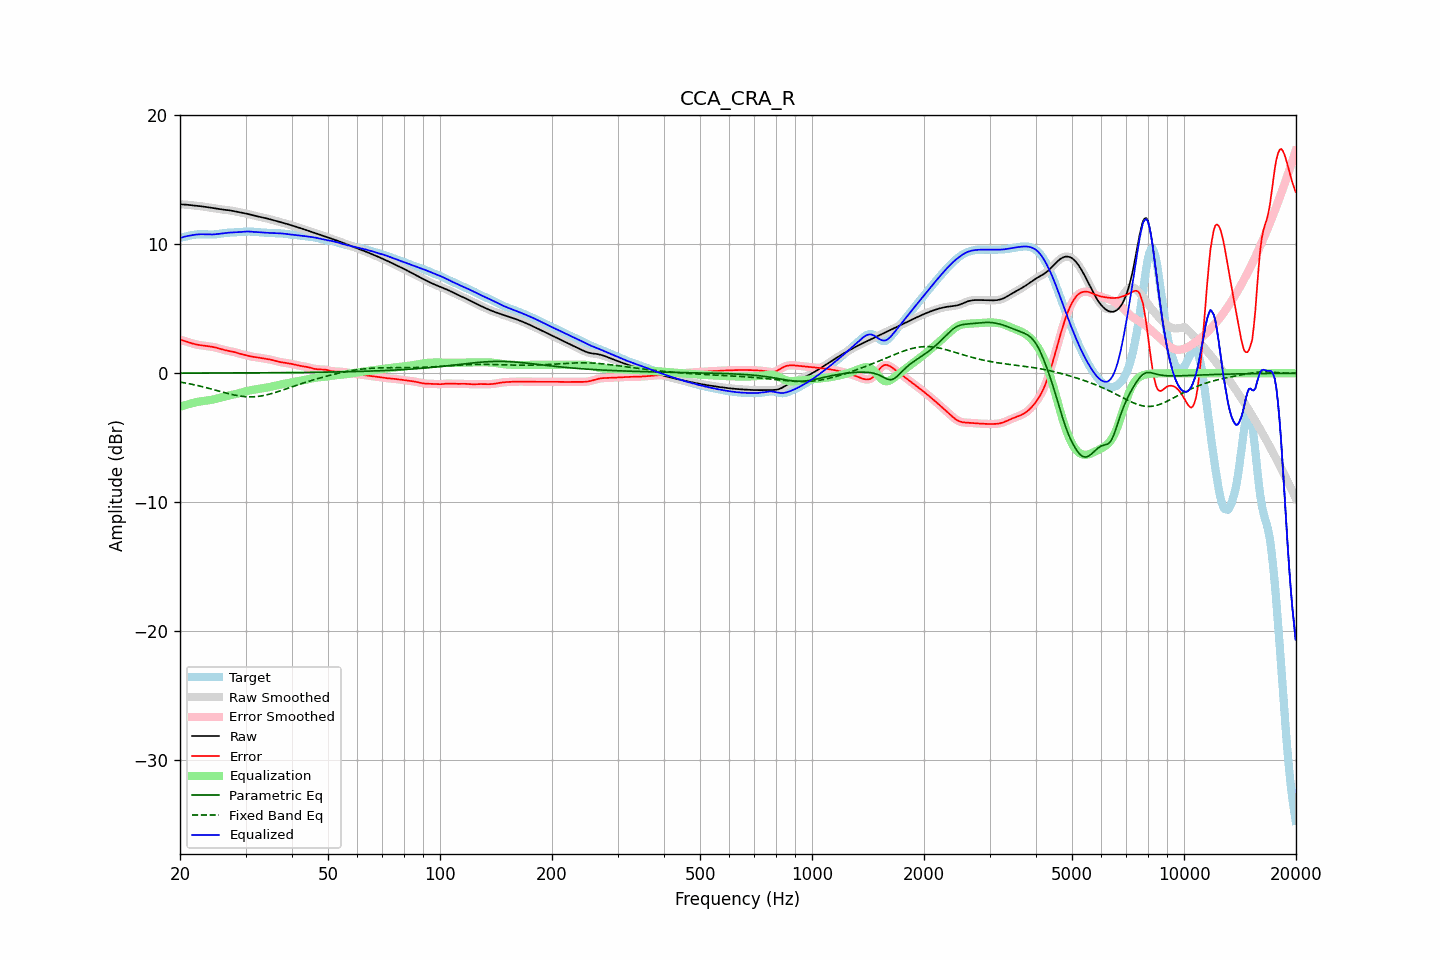 CCA_CRA_R
20
10
0
−10
−20
−30
Amplitude (dBr)
Target
Raw Smoothed
Error Smoothed
Raw
Error
Equalization
Parametric Eq
Fixed Band Eq
Equalized
20 50 100 200 500 1000 2000 5000 10000 20000
Frequency (Hz)